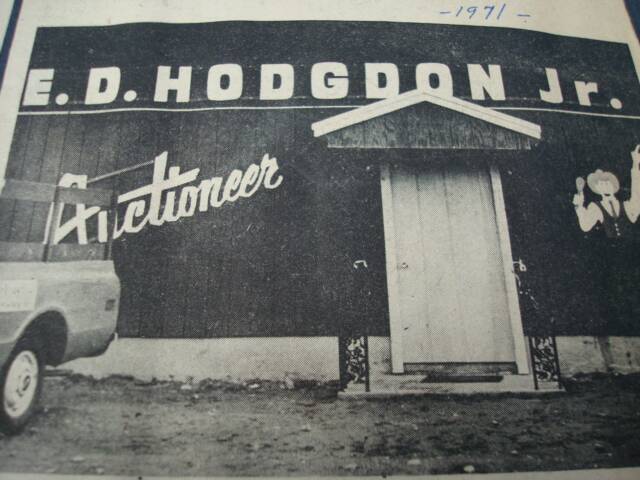 -1971-
E. D. HODGDON Jr.
Auctioneer